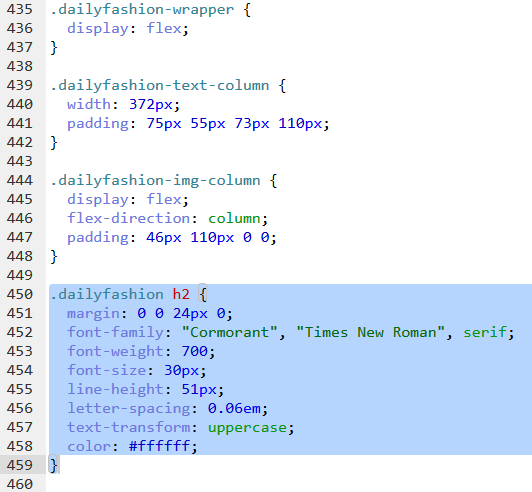 435 .dailyfashion-wrapper {
436   display: flex;
437 }
438
439 .dailyfashion-text-column {
440   width: 372px;
441   padding: 75px 55px 73px 110px;
442 }
443
444 .dailyfashion-img-column {
445   display: flex;
446   flex-direction: column;
447   padding: 46px 110px 0 0;
448 }
449
450 .dailyfashion h2 {
451   margin: 0 0 24px 0;
452   font-family: "Cormorant", "Times New Roman", serif;
453   font-weight: 700;
454   font-size: 30px;
455   line-height: 51px;
456   letter-spacing: 0.06em;
457   text-transform: uppercase;
458   color: #ffffff;
459 }
460